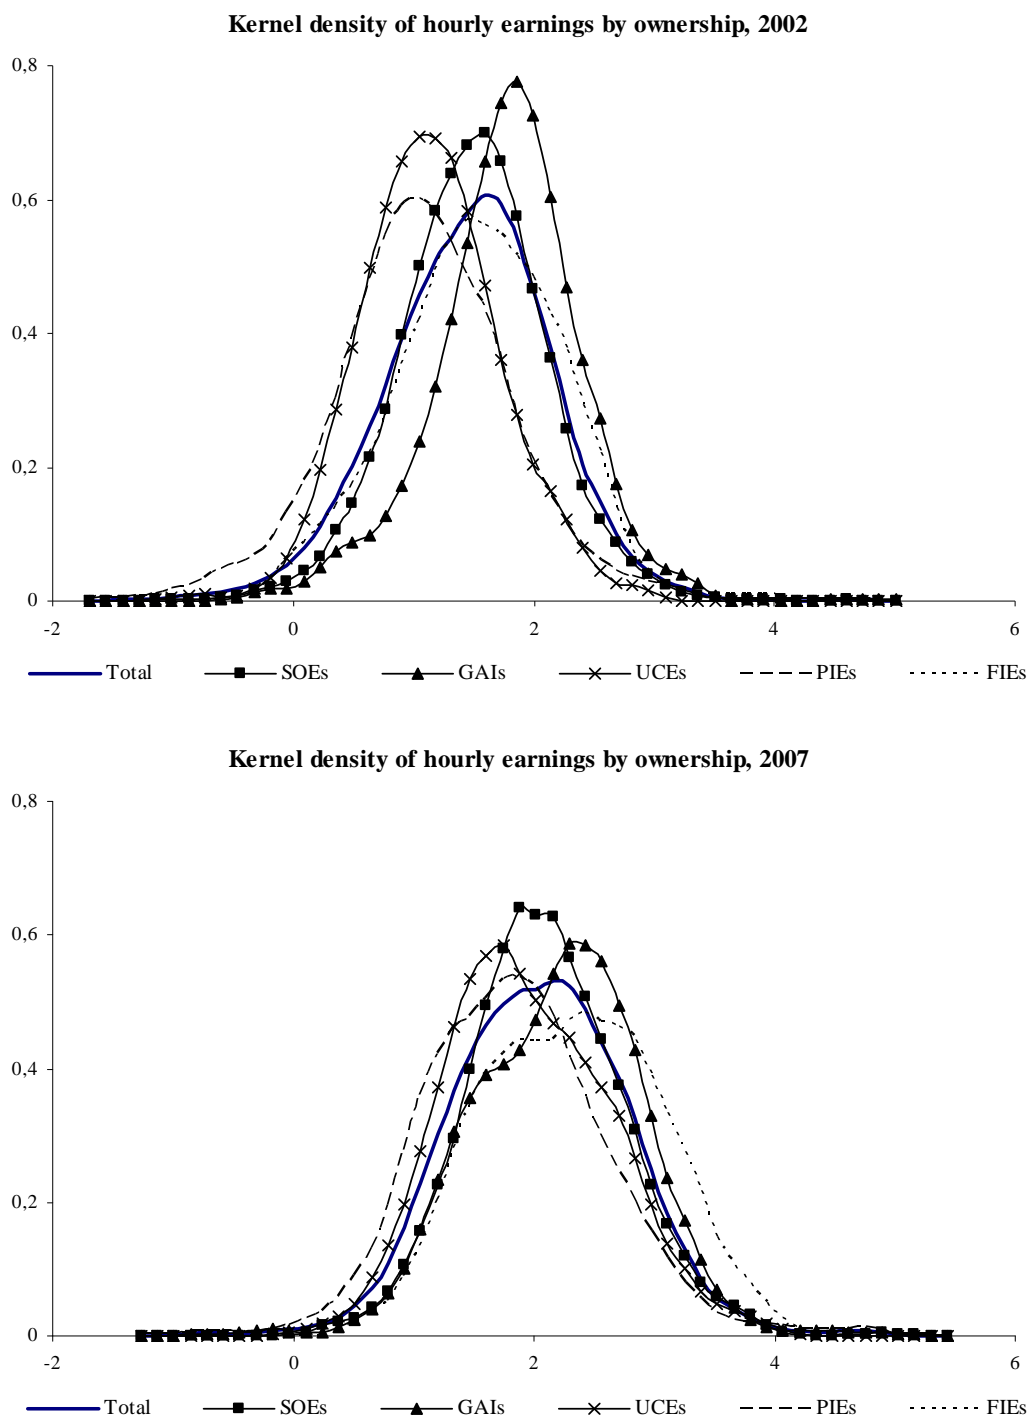 Kernel density of hourly earnings by ownership, 2002
0,8
0,6
0,4
0,2
0
-2 0 2 4 6
Total SOEs GAIs UCEs PIEs FIEs
Kernel density of hourly earnings by ownership, 2007
0,8
0,6
0,4
0,2
0
-2 0 2 4 6
Total SOEs GAIs UCEs PIEs FIEs